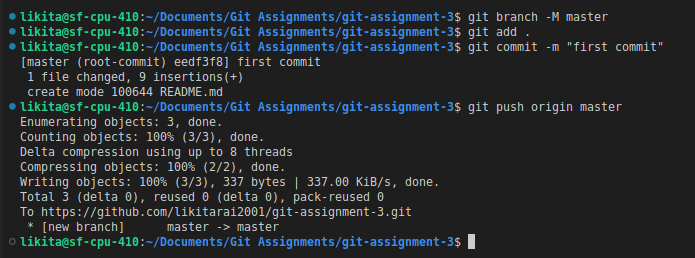 likita@sf-cpu-410:~/Documents/Git Assignments/git-assignment-3$ git branch -M master
likita@sf-cpu-410:~/Documents/Git Assignments/git-assignment-3$ git add .
likita@sf-cpu-410:~/Documents/Git Assignments/git-assignment-3$ git commit -m "first commit"
[master (root-commit) eedf3f8] first commit
 1 file changed, 9 insertions(+)
 create mode 100644 README.md
likita@sf-cpu-410:~/Documents/Git Assignments/git-assignment-3$ git push origin master
Enumerating objects: 3, done.
Counting objects: 100% (3/3), done.
Delta compression using up to 8 threads
Compressing objects: 100% (2/2), done.
Writing objects: 100% (3/3), 337 bytes | 337.00 KiB/s, done.
Total 3 (delta 0), reused 0 (delta 0), pack-reused 0
To https://github.com/likitarai2001/git-assignment-3.git
 * [new branch]      master -> master
likita@sf-cpu-410:~/Documents/Git Assignments/git-assignment-3$